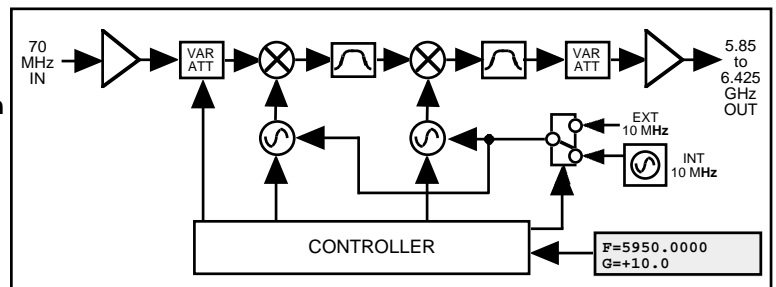 70
MHz
IN
VAR
ATT
VAR
ATT
5.85
to
6.425
GHz
OUT
EXT
10 MHz
INT
10 MHz
CONTROLLER
F=5950.0000
G=+10.0